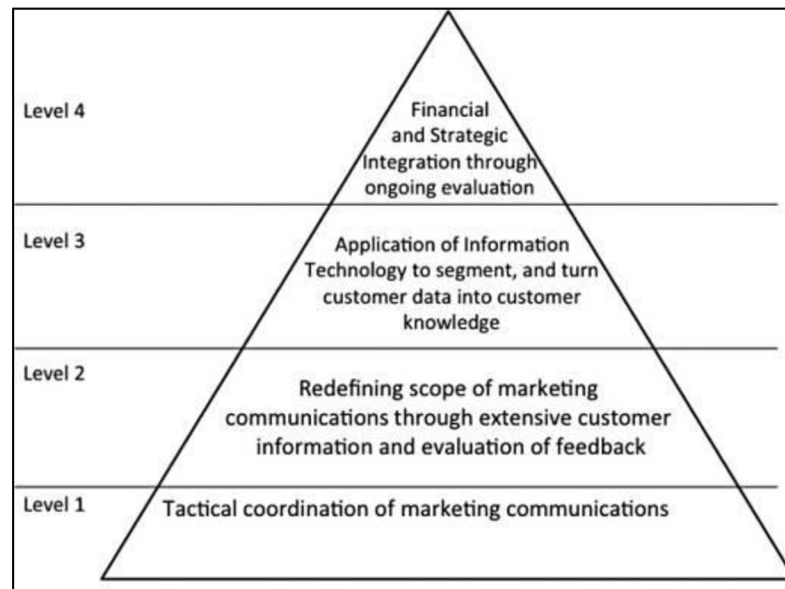 Level 4
Financial
and Strategic
Integration through
ongoing evaluation
Level 3
Application of Information
Technology to segment, and turn
customer data into customer
knowledge
Level 2
Redefining scope of marketing
communications through extensive customer
information and evaluation of feedback
Level 1
Tactical coordination of marketing communications